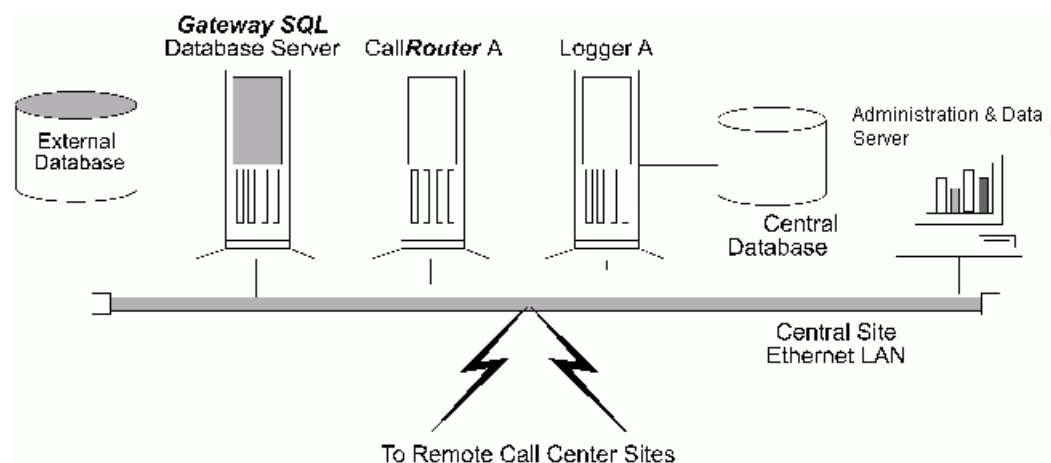 Gateway SQL
Database Server
CallRouter A
Logger A
External
Database
Administration & Data
Server
Central
Database
Central Site
Ethernet LAN
To Remote Call Center Sites